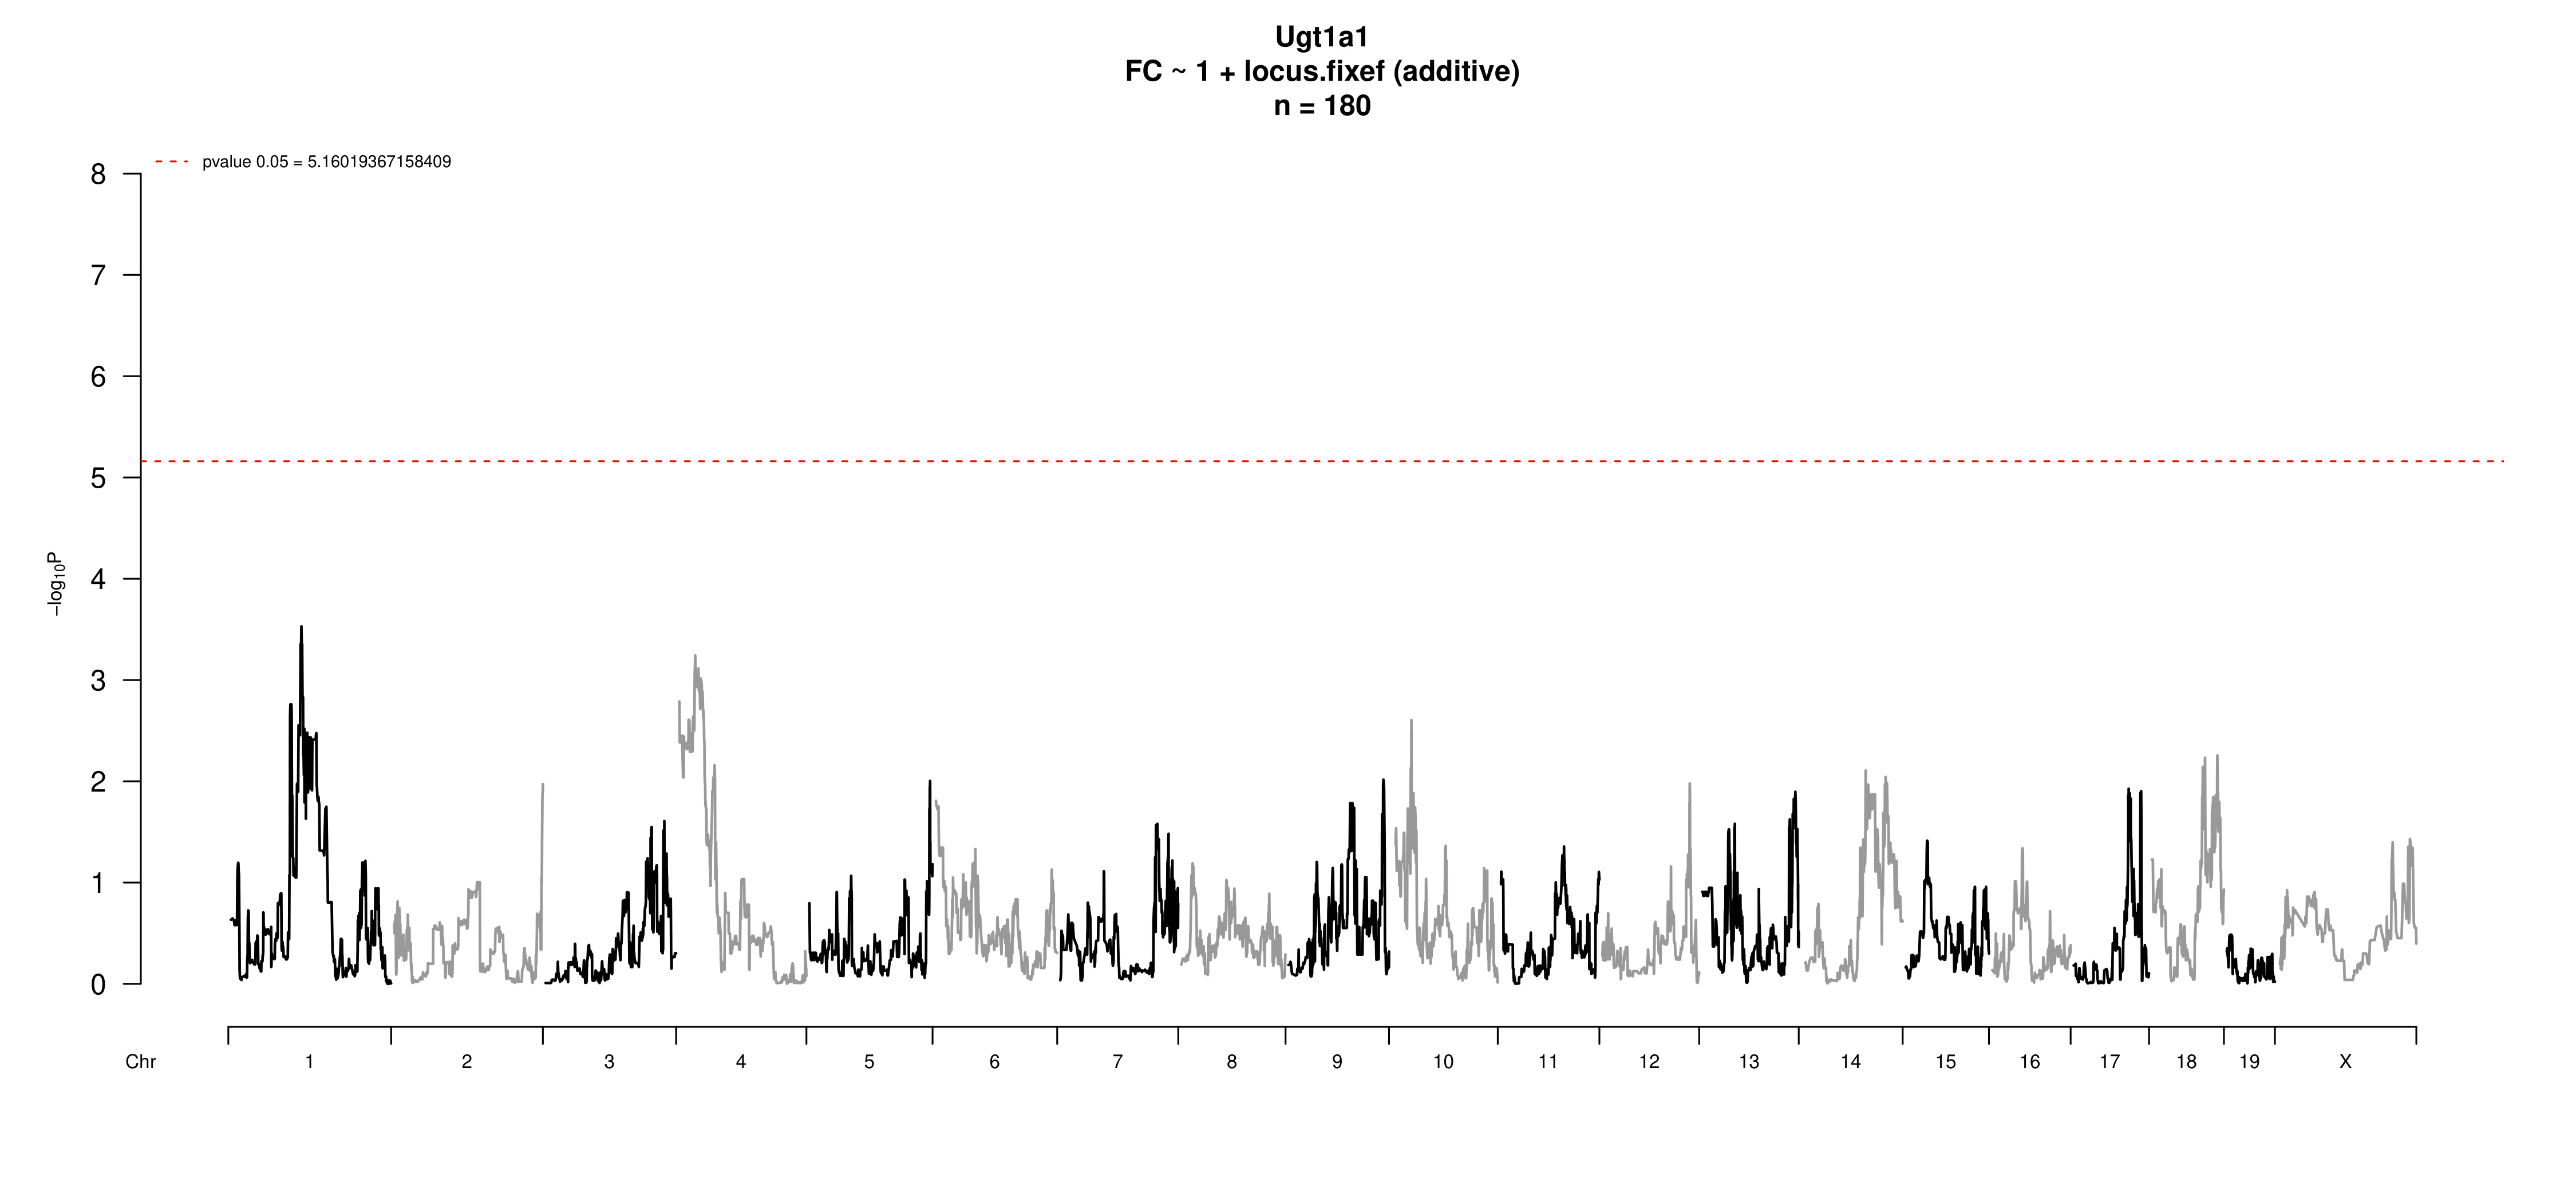 Ugt1a1
FC ~ 1 + locus.fixef (additive)
n = 180
pvalue 0.05 = 5.16019367158409
8
7
6
5
4
3
2
1
0
−log10P
Chr 1 2 3 4 5 6 7 8 9 10 11 12 13 14 15 16 17 18 19 X